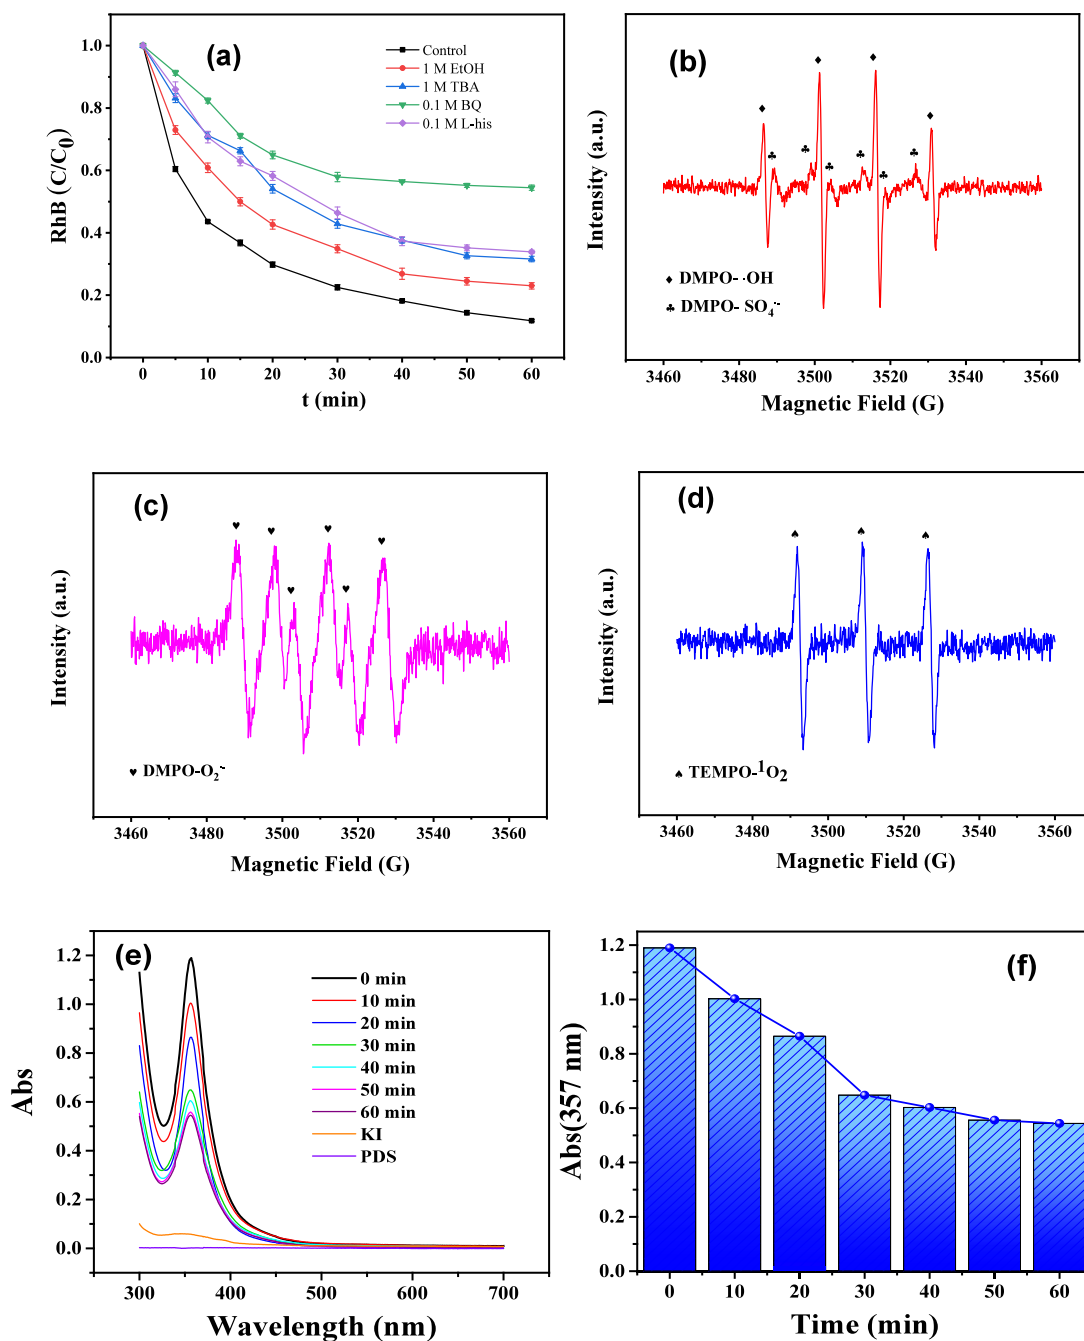 (a)
Control
1 M EtOH
1 M TBA
0.1 M BQ
0.1 M L-his
RhB (C/C0)
1.0
0.8
0.6
0.4
0.2
0.0
0 10 20 30 40 50 60
t (min)
(b)
Intensity (a.u.)
♦ DMPO- ·OH
♣ DMPO- SO4·-
3460 3480 3500 3520 3540 3560
Magnetic Field (G)
(c)
Intensity (a.u.)
♥ DMPO-O2·-
3460 3480 3500 3520 3540 3560
Magnetic Field (G)
(d)
Intensity (a.u.)
♠ TEMPO-1O2
3460 3480 3500 3520 3540 3560
Magnetic Field (G)
(e)
Abs
1.2
1.0
0.8
0.6
0.4
0.2
0.0
0 min
10 min
20 min
30 min
40 min
50 min
60 min
KI
PDS
300 400 500 600 700
Wavelength (nm)
(f)
Abs(357 nm)
1.2
1.0
0.8
0.6
0.4
0.2
0.0
0 10 20 30 40 50 60
Time (min)